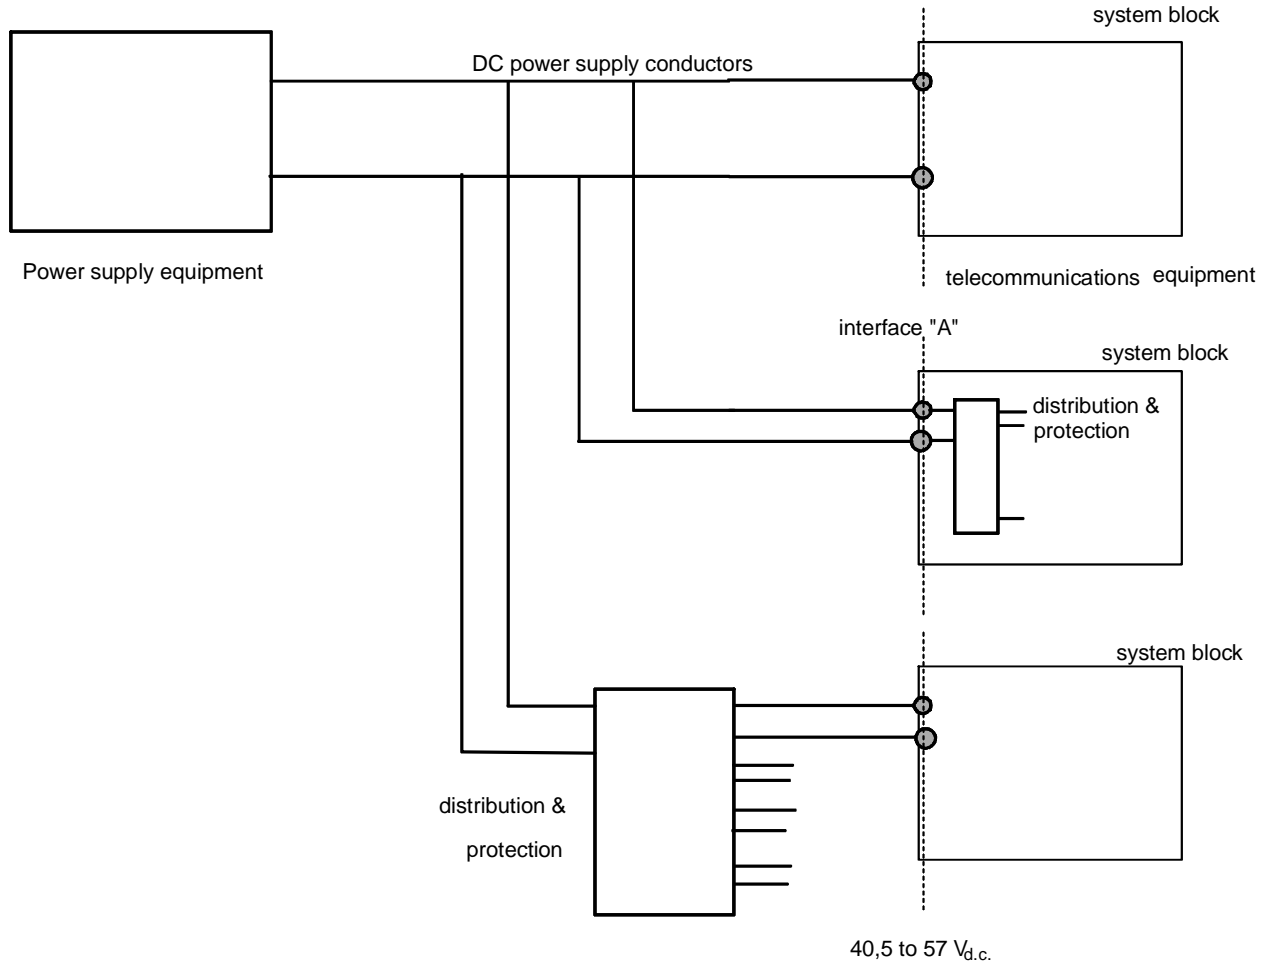 system block
DC power supply conductors
Power supply equipment
telecommunications equipment
interface "A"
system block
distribution &
protection
system block
distribution &
protection
40,5 to 57 Vd.c.